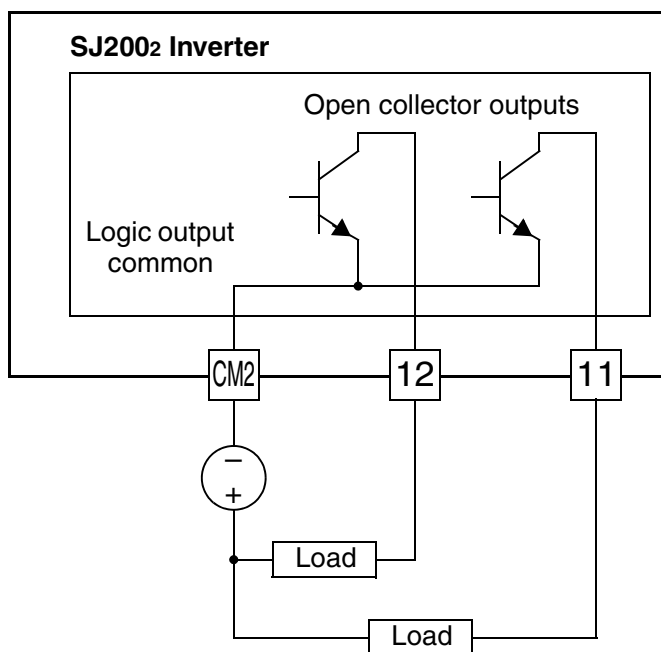 SJ2002 Inverter
Open collector outputs
Logic output
common
CM2
12
11
–
+
Load
Load